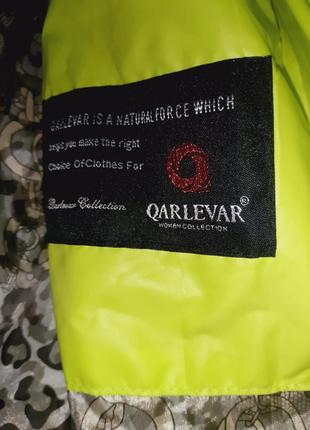 QARLEVAR IS A NATURALFORCE WHICH
helps you make the right
Choice OfClothes For
Qarlevar Collection
QARLEVAR®
WOMEN COLLECTION